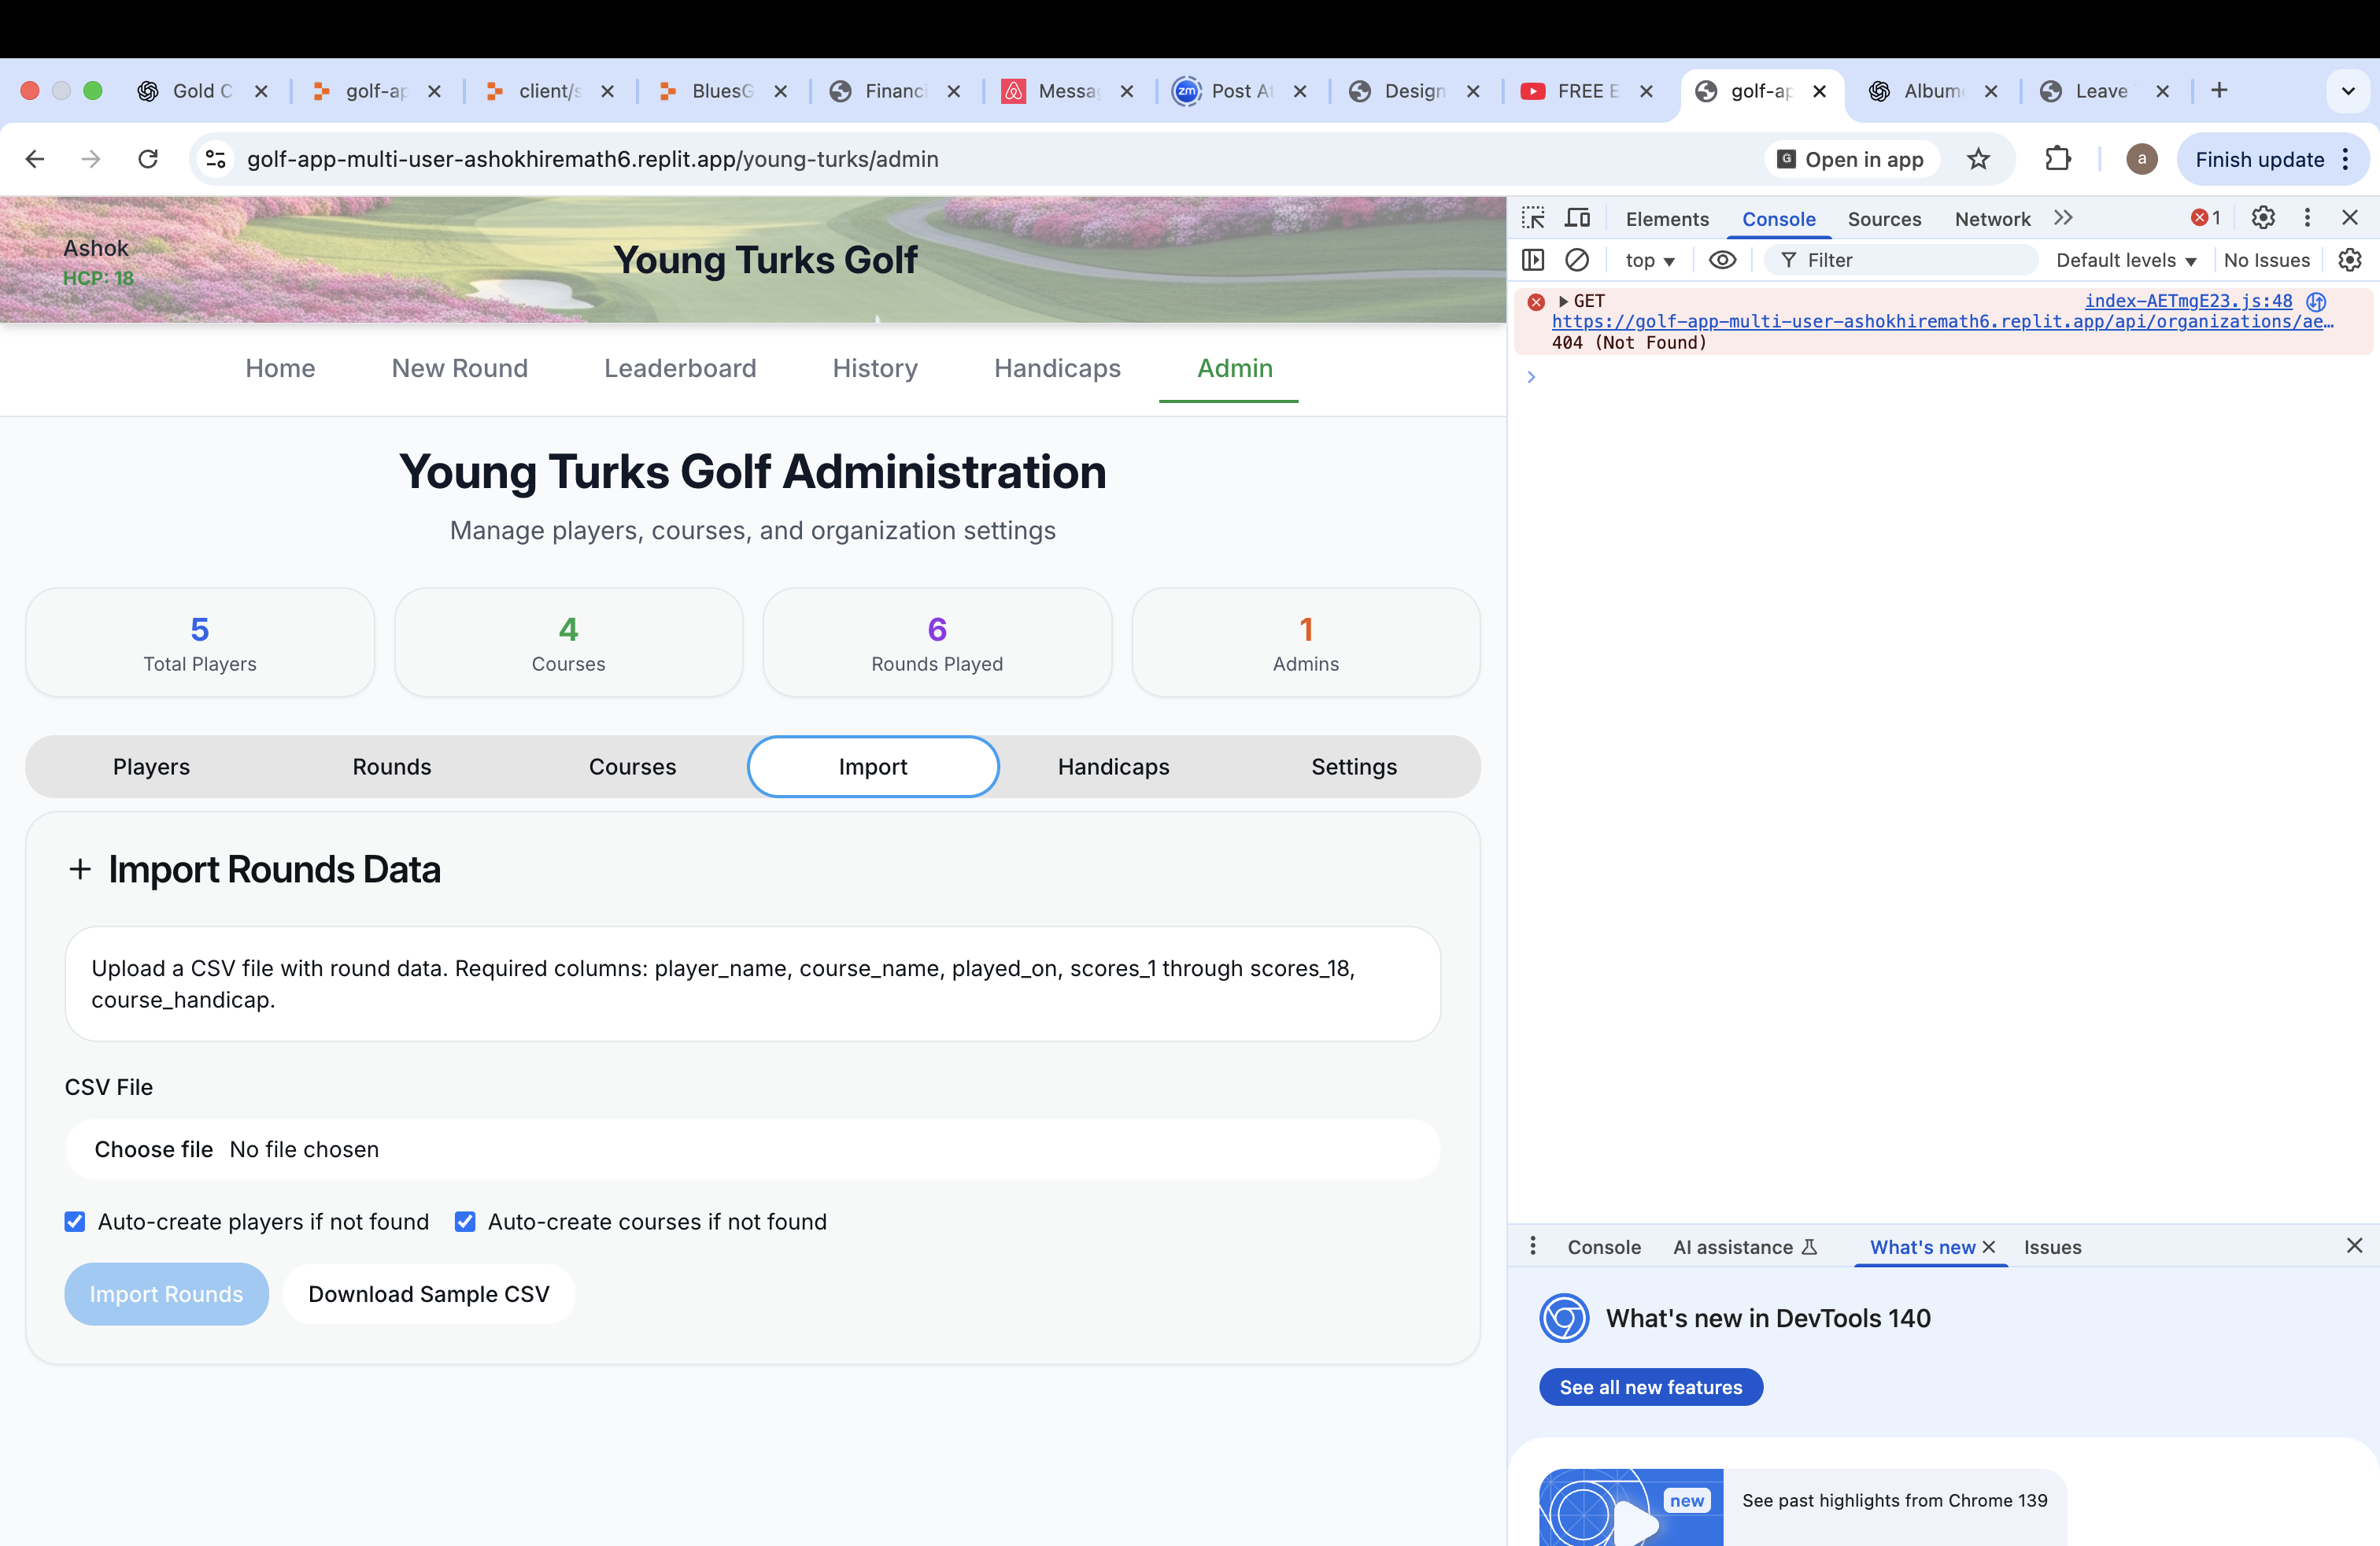 Gold C
golf-ap
client/s
BluesG
Financi
Messa
Post At
Design
FREE E
golf-ap
Album
Leave
golf-app-multi-user-ashokhiremath6.replit.app/young-turks/admin
Open in app
a
Finish update
Ashok
HCP: 18
Young Turks Golf
Home
New Round
Leaderboard
History
Handicaps
Admin
Young Turks Golf Administration
Manage players, courses, and organization settings
5
Total Players
4
Courses
6
Rounds Played
1
Admins
Players
Rounds
Courses
Import
Handicaps
Settings
Import Rounds Data
Upload a CSV file with round data. Required columns: player_name, course_name, played_on, scores_1 through scores_18,
course_handicap.
CSV File
Choose file No file chosen
Auto-create players if not found
Auto-create courses if not found
Import Rounds
Download Sample CSV
Elements
Console
Sources
Network
1
top
Filter
Default levels
No Issues
GET
index-AETmgE23.js:48
https://golf-app-multi-user-ashokhiremath6.replit.app/api/organizations/ae…
404 (Not Found)
Console
AI assistance
What's new
Issues
What's new in DevTools 140
See all new features
new
See past highlights from Chrome 139